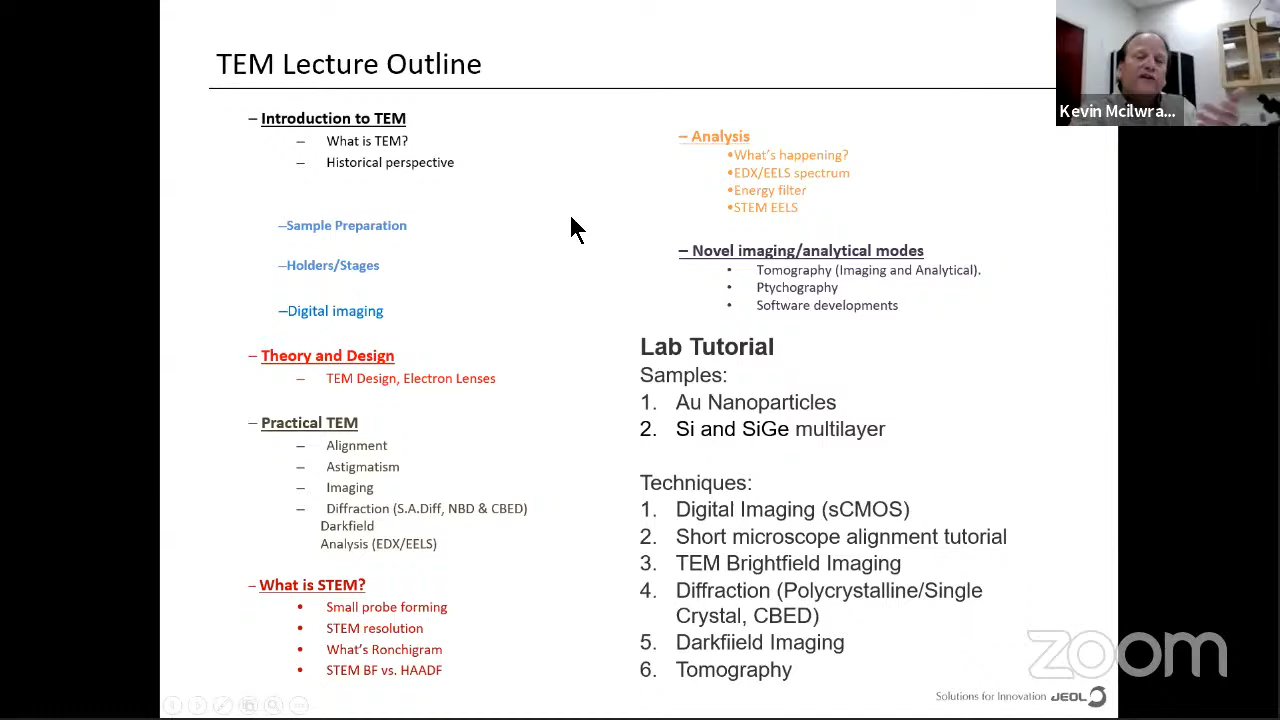 TEM Lecture Outline
– Introduction to TEM
– What is TEM?
– Historical perspective
–Sample Preparation
–Holders/Stages
–Digital imaging
– Theory and Design
– TEM Design, Electron Lenses
– Practical TEM
– Alignment
– Astigmatism
– Imaging
– Diffraction (S.A.Diff, NBD & CBED)
Darkfield
Analysis (EDX/EELS)
– What is STEM?
• Small probe forming
• STEM resolution
• What's Ronchigram
• STEM BF vs. HAADF
– Analysis
•What's happening?
•EDX/EELS spectrum
•Energy filter
•STEM EELS
– Novel imaging/analytical modes
• Tomography (Imaging and Analytical).
• Ptychography
• Software developments
Lab Tutorial
Samples:
1. Au Nanoparticles
2. Si and SiGe multilayer
Techniques:
1. Digital Imaging (sCMOS)
2. Short microscope alignment tutorial
3. TEM Brightfield Imaging
4. Diffraction (Polycrystalline/Single
Crystal, CBED)
5. Darkfiield Imaging
6. Tomography
Kevin Mcilwra...
zoom
Solutions for Innovation JEOL